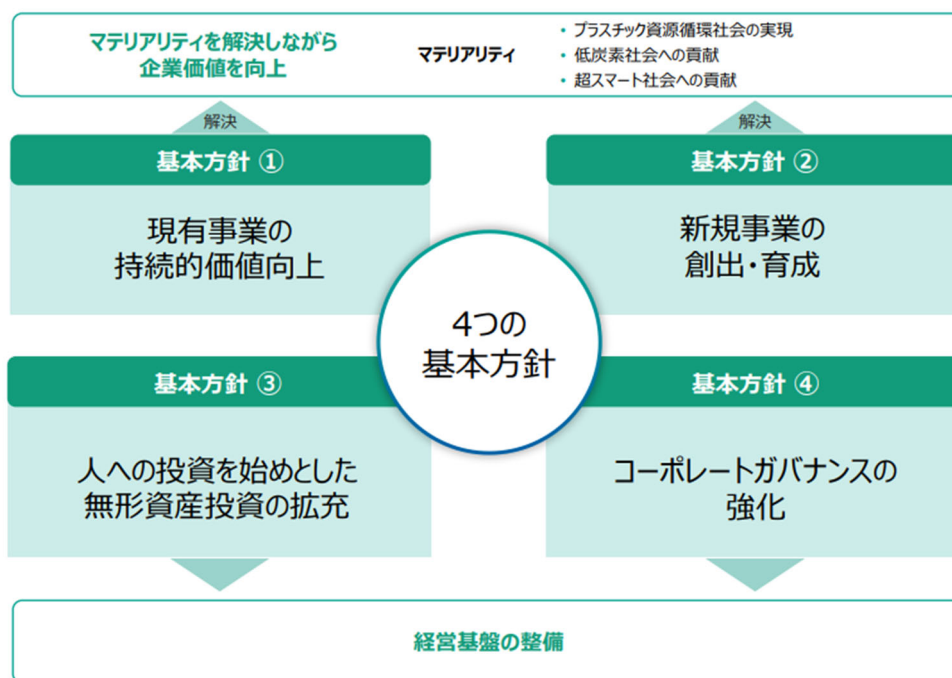 マテリアリティを解決しながら
企業価値を向上
マテリアリティ
・ プラスチック資源循環社会の実現
・ 低炭素社会への貢献
・ 超スマート社会への貢献
解決
解決
基本方針 ①
現有事業の
持続的価値向上
基本方針 ②
新規事業の
創出・育成
4つの
基本方針
基本方針 ③
人への投資を始めとした
無形資産投資の拡充
基本方針 ④
コーポレートガバナンスの
強化
経営基盤の整備